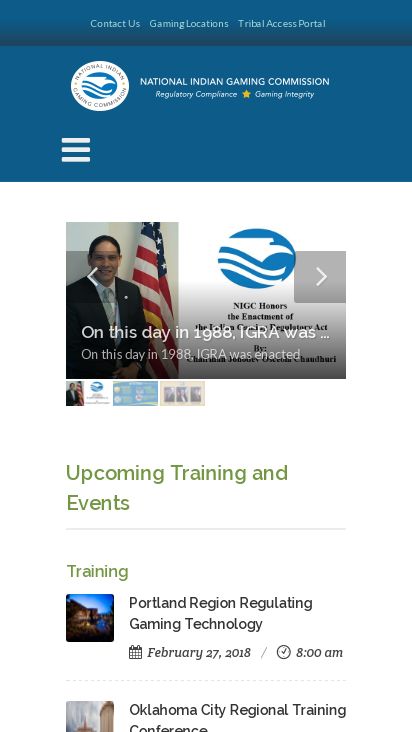 Contact Us Gaming Locations Tribal Access Portal
NATIONAL INDIAN GAMING COMMISSION
NATIONAL INDIAN GAMING COMMISSION
Regulatory Compliance Gaming Integrity
NIGC Honors
the Enactment of
the Indian Gaming Regulatory Act
On this day in 1988, IGRA was ...
By:
On this day in 1988, IGRA was enacted
Chairman Jonodev Osceola Chaudhuri
Upcoming Training and
Events
Training
Portland Region Regulating
Gaming Technology
February 27, 2018 / 8:00 am
Oklahoma City Regional Training
Conference